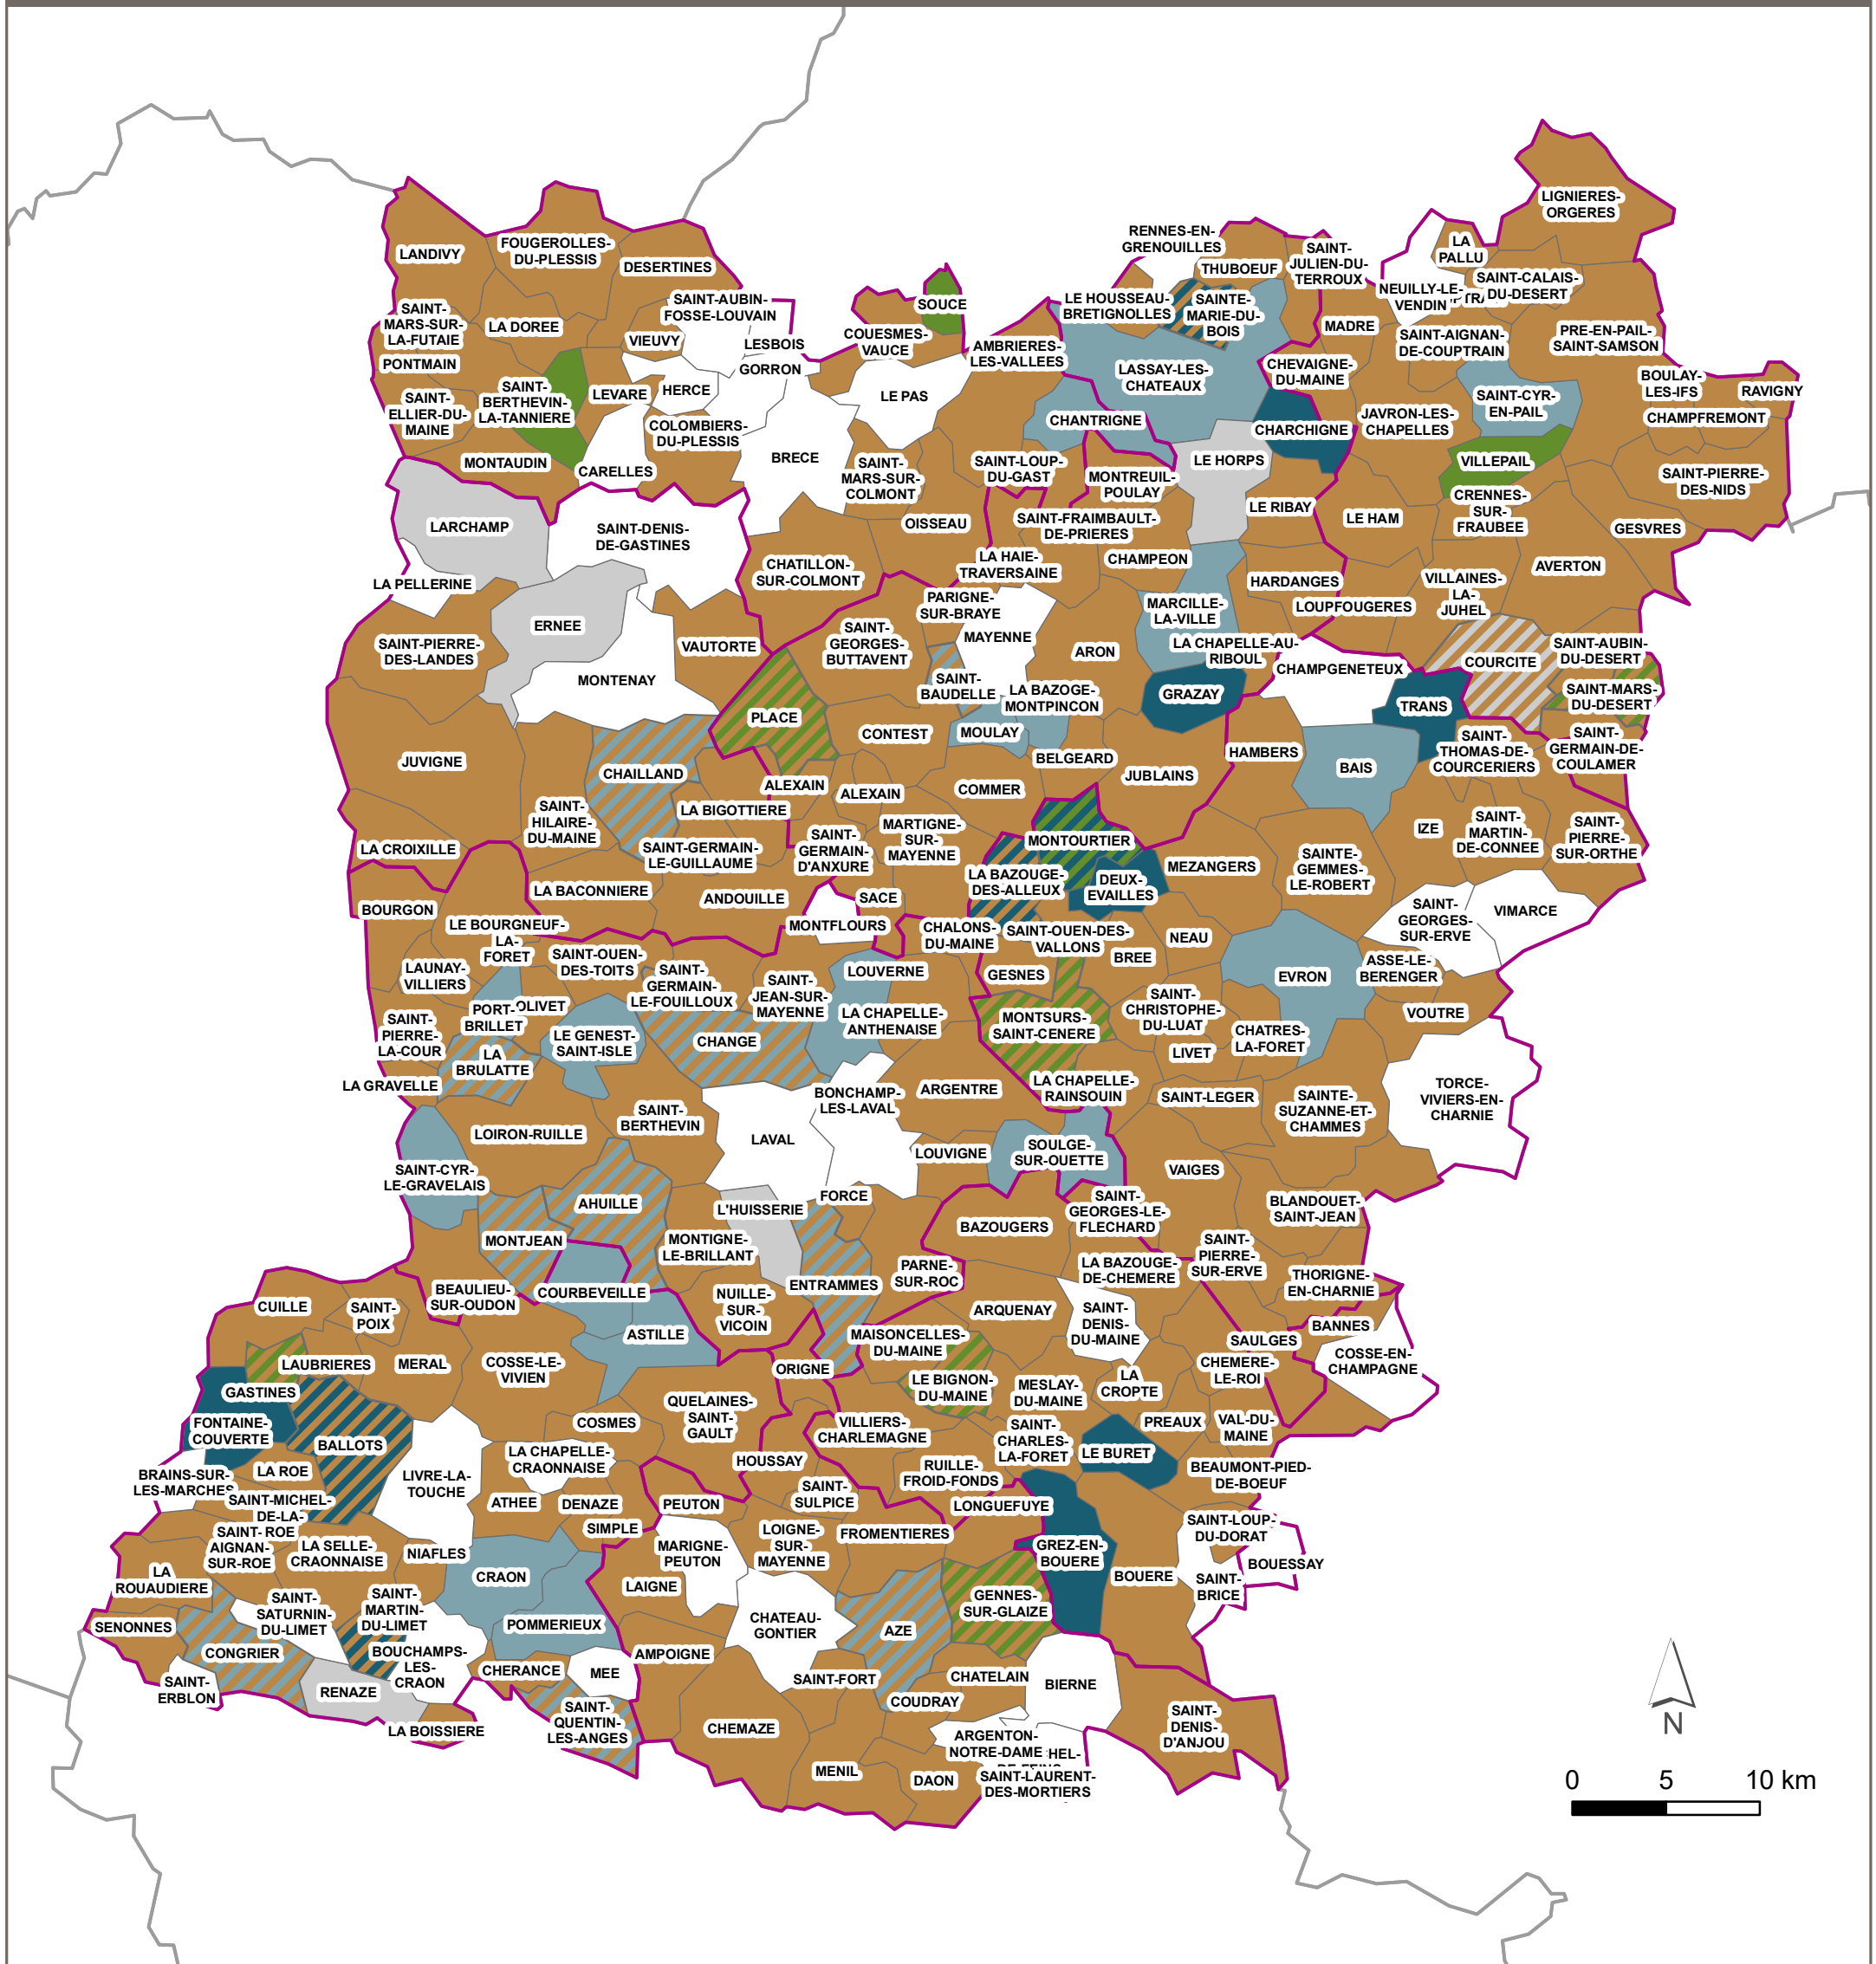 LIGNIERES-
ORGERES
LANDIVY
FOUGEROLLES-
DU-PLESSIS
DESERTINES
RENNES-EN-
GRENOUILLES
THUBOEUF
SAINT-
JULIEN-DU-
TERROUX
LA
PALLU
SAINT-CALAIS-
DU-DESERT
NEUILLY-LE-
VENDIN
SOUCE
LE HOUSSEAU-
BRETIGNOLLES
SAINTE-
MARIE-DU-
BOIS
SAINT-AUBIN-
FOSSE-LOUVAIN
SAINT-
MARS-SUR-
LA-FUTAIE
LA DOREE
VIEUVY
LESBOIS
COUESMES-
VAUCE
AMBRIERES-
LES-VALLEES
MADRE
SAINT-AIGNAN-
DE-COUPTRAIN
PRE-EN-PAIL-
SAINT-SAMSON
PONTMAIN
GORRON
LASSAY-LES-
CHATEAUX
CHEVAIGNE-
DU-MAINE
BOULAY-
LES-IFS
RAVIGNY
SAINT-
BERTHEVIN-
LA-TANNIERE
LEVARE
HERCE
LE PAS
SAINT-CYR-
EN-PAIL
SAINT-
ELLIER-DU-
MAINE
COLOMBIERS-
DU-PLESSIS
CHANTRIGNE
CHARCHIGNE
JAVRON-LES-
CHAPELLES
CHAMPFREMONT
MONTAUDIN
CARELLES
BRECE
SAINT-
MARS-SUR-
COLMONT
SAINT-LOUP-
DU-GAST
MONTREUIL-
POULAY
LE HORPS
VILLEPAIL
SAINT-PIERRE-
DES-NIDS
LARCHAMP
SAINT-DENIS-
DE-GASTINES
OISSEAU
SAINT-FRAIMBAULT-
DE-PRIERES
LE RIBAY
LE HAM
CRENNES-
SUR-
FRAUBEE
GESVRES
LA PELLERINE
CHATILLON-
SUR-COLMONT
LA HAIE-
TRAVERSAINE
CHAMPEON
HARDANGES
VILLAINES-
LA-
JUHEL
AVERTON
ERNEE
PARIGNE-
SUR-BRAYE
MARCILLE-
LA-VILLE
LOUPFOUGERES
SAINT-PIERRE-
DES-LANDES
VAUTORTE
SAINT-
GEORGES-
BUTTAVENT
MAYENNE
ARON
LA CHAPELLE-AU-
RIBOUL
CHAMPGENETEUX
COURCITE
SAINT-AUBIN-
DU-DESERT
MONTENAY
SAINT-
BAUDELLE
LA BAZOGE-
MONTPINCON
GRAZAY
TRANS
SAINT-MARS-
DU-DESERT
PLACE
CONTEST
MOULAY
BELGEARD
HAMBERS
BAIS
SAINT-
THOMAS-DE-
COURCERIERS
SAINT-
GERMAIN-DE-
COULAMER
JUVIGNE
CHAILLAND
ALEXAIN
ALEXAIN
COMMER
JUBLAINS
SAINT-
HILAIRE-
DU-MAINE
LA BIGOTTIERE
MARTIGNE-
SUR-
MAYENNE
MONTOURTIER
IZE
SAINT-
MARTIN-
DE-CONNEE
SAINT-
PIERRE-
SUR-ORTHE
LA CROIXILLE
SAINT-GERMAIN-
LE-GUILLAUME
SAINT-
GERMAIN-
D'ANXURE
MEZANGERS
SAINTE-
GEMMES-
LE-ROBERT
LA BACONNIERE
ANDOUILLE
SACE
LA BAZOUGE-
DES-ALLEUX
DEUX-
EVAILLES
BOURGON
LE BOURGNEUF-
LA-
FORET
MONTFLOURS
CHALONS-
DU-MAINE
SAINT-OUEN-DES-
VALLONS
NEAU
SAINT-
GEORGES-
SUR-ERVE
VIMARCE
LAUNAY-
VILLIERS
SAINT-OUEN-
DES-TOITS
SAINT-
GERMAIN-
LE-FOUILLOUX
SAINT-
JEAN-SUR-
MAYENNE
LOUVERNE
GESNES
BREE
EVRON
ASSE-LE-
BERENGER
OLIVET
PORT-
BRILLET
LA CHAPELLE-
ANTHENAISE
MONTSURS-
SAINT-CENERE
SAINT-
CHRISTOPHE-
DU-LUAT
VOUTRE
SAINT-
PIERRE-
LA-COUR
LE GENEST-
SAINT-ISLE
CHANGE
LIVET
CHATRES-
LA-FORET
LA
BRULATTE
LA GRAVELLE
BONCHAMP-
LES-LAVAL
ARGENTRE
LA CHAPELLE-
RAINSOUIN
SAINT-LEGER
SAINTE-
SUZANNE-ET-
CHAMMES
TORCE-
VIVIERS-EN-
CHARNIE
SAINT-
BERTHEVIN
LOIRON-RUILLE
LAVAL
LOUVIGNE
SOULGE-
SUR-OUETTE
VAIGES
SAINT-CYR-
LE-GRAVELAIS
AHUILLE
L'HUISSERIE
FORCE
BAZOUGERS
SAINT-
GEORGES-LE-
FLECHARD
BLANDOUET-
SAINT-JEAN
MONTJEAN
MONTIGNE-
LE-BRILLANT
PARNE-
SUR-ROC
LA BAZOUGE-
DE-CHEMERE
SAINT-
PIERRE-
SUR-ERVE
THORIGNE-
EN-CHARNIE
BEAULIEU-
SUR-OUDON
COURBEVEILLE
ENTRAMMES
CUILLE
SAINT-
POIX
NUILLE-
SUR-
VICOIN
ARQUENAY
SAINT-
DENIS-
DU-MAINE
BANNES
ASTILLE
MAISONCELLES-
DU-MAINE
SAULGES
COSSE-EN-
CHAMPAGNE
LAUBRIERES
MERAL
COSSE-LE-
VIVIEN
ORIGNE
CHEMERE-
LE-ROI
GASTINES
LE BIGNON-
DU-MAINE
MESLAY-
DU-MAINE
LA
CROPTE
FONTAINE-
COUVERTE
BALLOTS
COSMES
QUELAINES-
SAINT-
GAULT
VILLIERS-
CHARLEMAGNE
SAINT-
CHARLES-
LA-FORET
PREAUX
VAL-DU-
MAINE
LE BURET
BRAINS-SUR-
LES-MARCHES
LA ROE
LIVRE-LA-
TOUCHE
LA CHAPELLE-
CRAONNAISE
HOUSSAY
RUILLE-
FROID-FONDS
BEAUMONT-PIED-
DE-BOEUF
SAINT-MICHEL-
DE-LA-
ROE
ATHEE
DENAZE
PEUTON
SAINT-
SULPICE
LONGUEFUYE
SAINT-
AIGNAN-
SUR-ROE
LA SELLE-
CRAONNAISE
NIAFLES
SIMPLE
MARIGNE-
PEUTON
LOIGNE-
SUR-
MAYENNE
FROMENTIERES
GREZ-EN-
BOUERE
SAINT-LOUP-
DU-DORAT
BOUESSAY
LA
ROUAUDIERE
CRAON
LAIGNE
BOUERE
SAINT-
BRICE
SENONNES
SAINT-
SATURNIN-
DU-LIMET
SAINT-
MARTIN-
DU-LIMET
POMMERIEUX
CHATEAU-
GONTIER
AZE
GENNES-
SUR-GLAIZE
CONGRIER
BOUCHAMPS-
LES-
CRAON
CHERANCE
MEE
AMPOIGNE
SAINT-FORT
CHATELAIN
BIERNE
SAINT-
ERBLON
RENAZE
COUDRAY
LA BOISSIERE
SAINT-
QUENTIN-
LES-ANGES
CHEMAZE
ARGENTON-
NOTRE-DAME
HEL-
SAINT-
DENIS-
D'ANJOU
MENIL
DAON
SAINT-LAURENT-
DES-MORTIERS
N
0 5 10 km